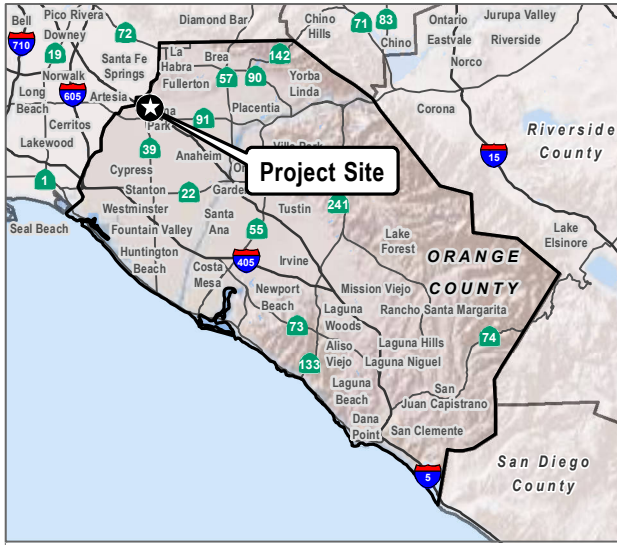 Bell
Pico Rivera
Diamond Bar
Chino
Hills
71
83
Ontario
Jurupa Valley
710
Downey
72
Chino
Eastvale
Riverside
19
Santa Fe
Springs
La
Habra
Brea
142
Norco
Norwalk
605
Fullerton
57
90
Yorba
Linda
Long
Beach
Artesia
Placentia
Corona
Cerritos
Park
91
Riverside
County
Lakewood
39
Anaheim
Project Site
15
Cypress
1
Stanton
22
Westminster
Santa
Ana
Tustin
241
Seal Beach
Fountain Valley
55
Lake
Forest
Lake
Elsinore
Huntington
Beach
405
Irvine
ORANGE
COUNTY
Costa
Mesa
Newport
Beach
Mission Viejo
73
Laguna
Woods
Rancho Santa Margarita
74
Aliso
Viejo
Laguna Hills
Laguna Niguel
133
Laguna
Beach
San
Juan Capistrano
Dana
Point
San Clemente
San Diego
County
5